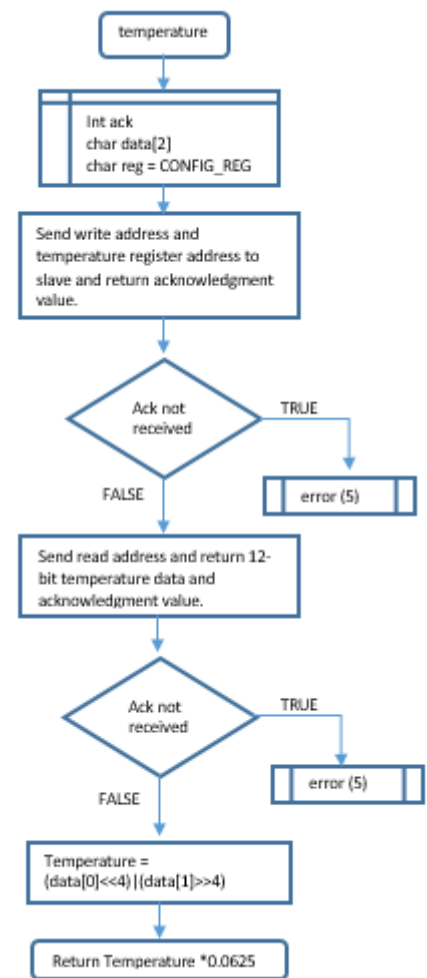 temperature
Int ack
char data[2]
char reg = CONFIG_REG
Send write address and
temperature register address to
slave and return acknowledgment
value.
Ack not
received
TRUE
error (5)
FALSE
Send read address and return 12-
bit temperature data and
acknowledgment value.
Ack not
received
TRUE
error (5)
FALSE
Temperature =
(data[0]<<4)|(data[1]>>4)
Return Temperature *0.0625